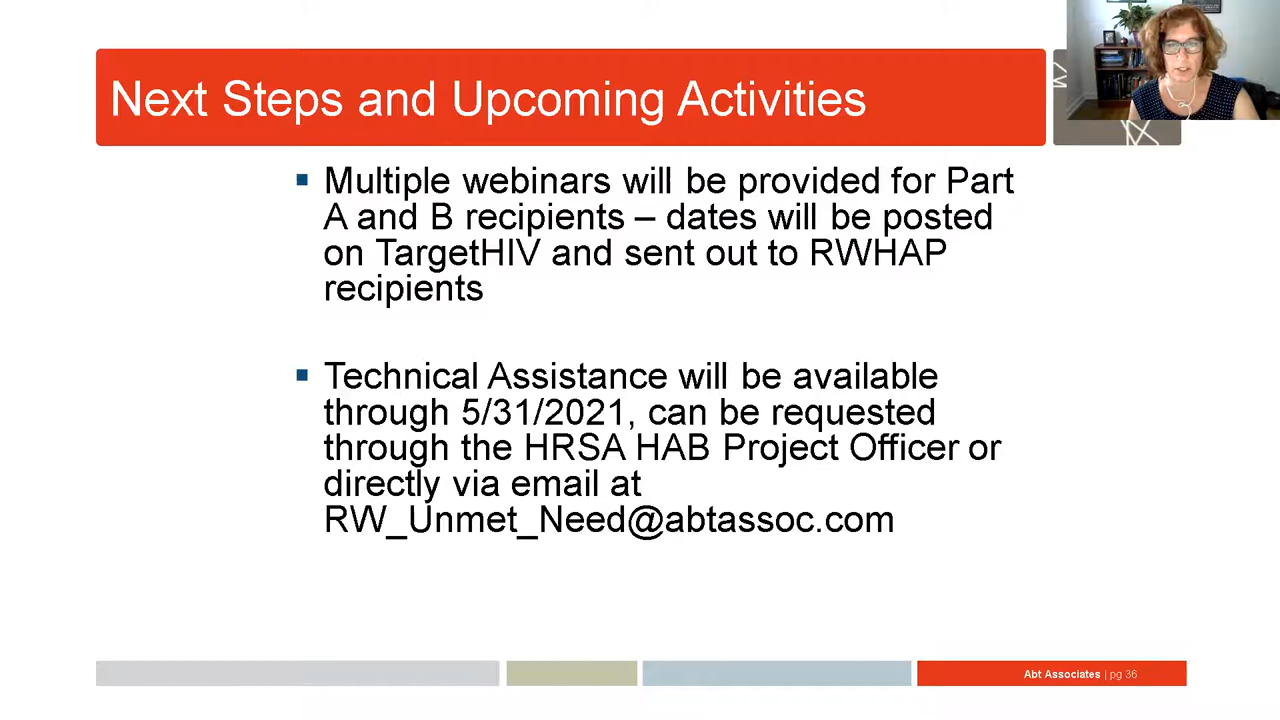 Next Steps and Upcoming Activities
▪ Multiple webinars will be provided for Part
A and B recipients – dates will be posted
on TargetHIV and sent out to RWHAP
recipients
▪ Technical Assistance will be available
through 5/31/2021, can be requested
through the HRSA HAB Project Officer or
directly via email at
RW_Unmet_Need@abtassoc.com
Abt Associates | pg 36